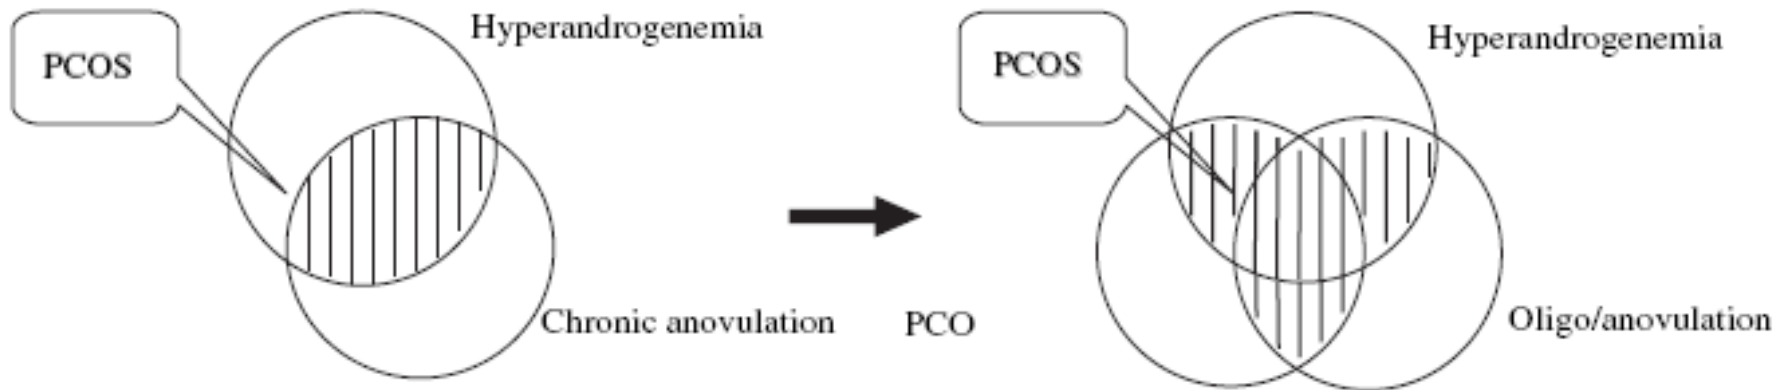 PCOS
Hyperandrogenemia
Chronic anovulation
PCOS
Hyperandrogenemia
PCO
Oligo/anovulation